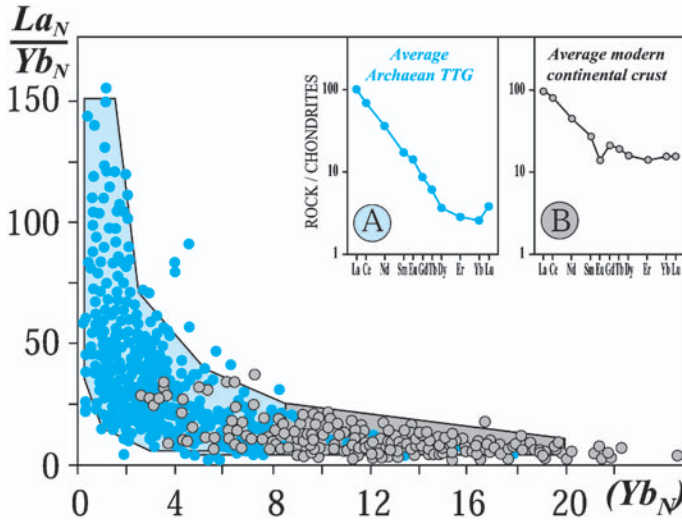 La_N
Yb_N
150
100
50
0
0
4
8
12
16
20
(Yb_N)
Average
Archaean TTG
ROCK / CHONDRITES
100
10
1
A
La Ce Nd Sm Eu Gd Tb Dy Er Yb Lu
Average modern
continental crust
100
10
1
B
La Ce Nd Sm Eu Gd Tb Dy Er Yb Lu